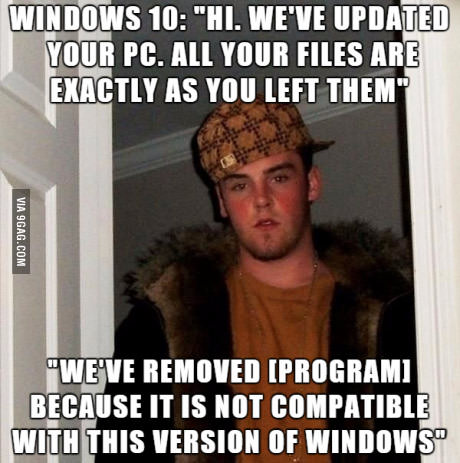 WINDOWS 10: "HI. WE'VE UPDATED
YOUR PC. ALL YOUR FILES ARE
EXACTLY AS YOU LEFT THEM"
VIA 9GAG.COM
"WE'VE REMOVED [PROGRAM]
BECAUSE IT IS NOT COMPATIBLE
WITH THIS VERSION OF WINDOWS"